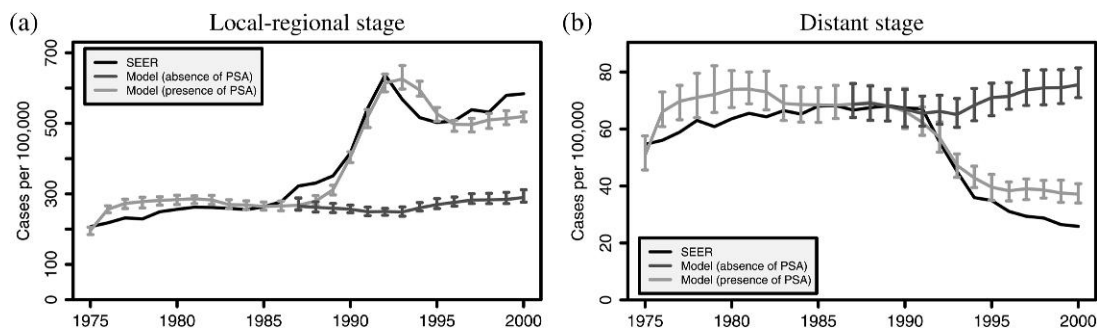 (a) Local-regional stage
Cases per 100,000
700
500
300
200
0
SEER
Model (absence of PSA)
Model (presence of PSA)
1975 1980 1985 1990 1995 2000
(b) Distant stage
Cases per 100,000
80
60
40
20
0
SEER
Model (absence of PSA)
Model (presence of PSA)
1975 1980 1985 1990 1995 2000